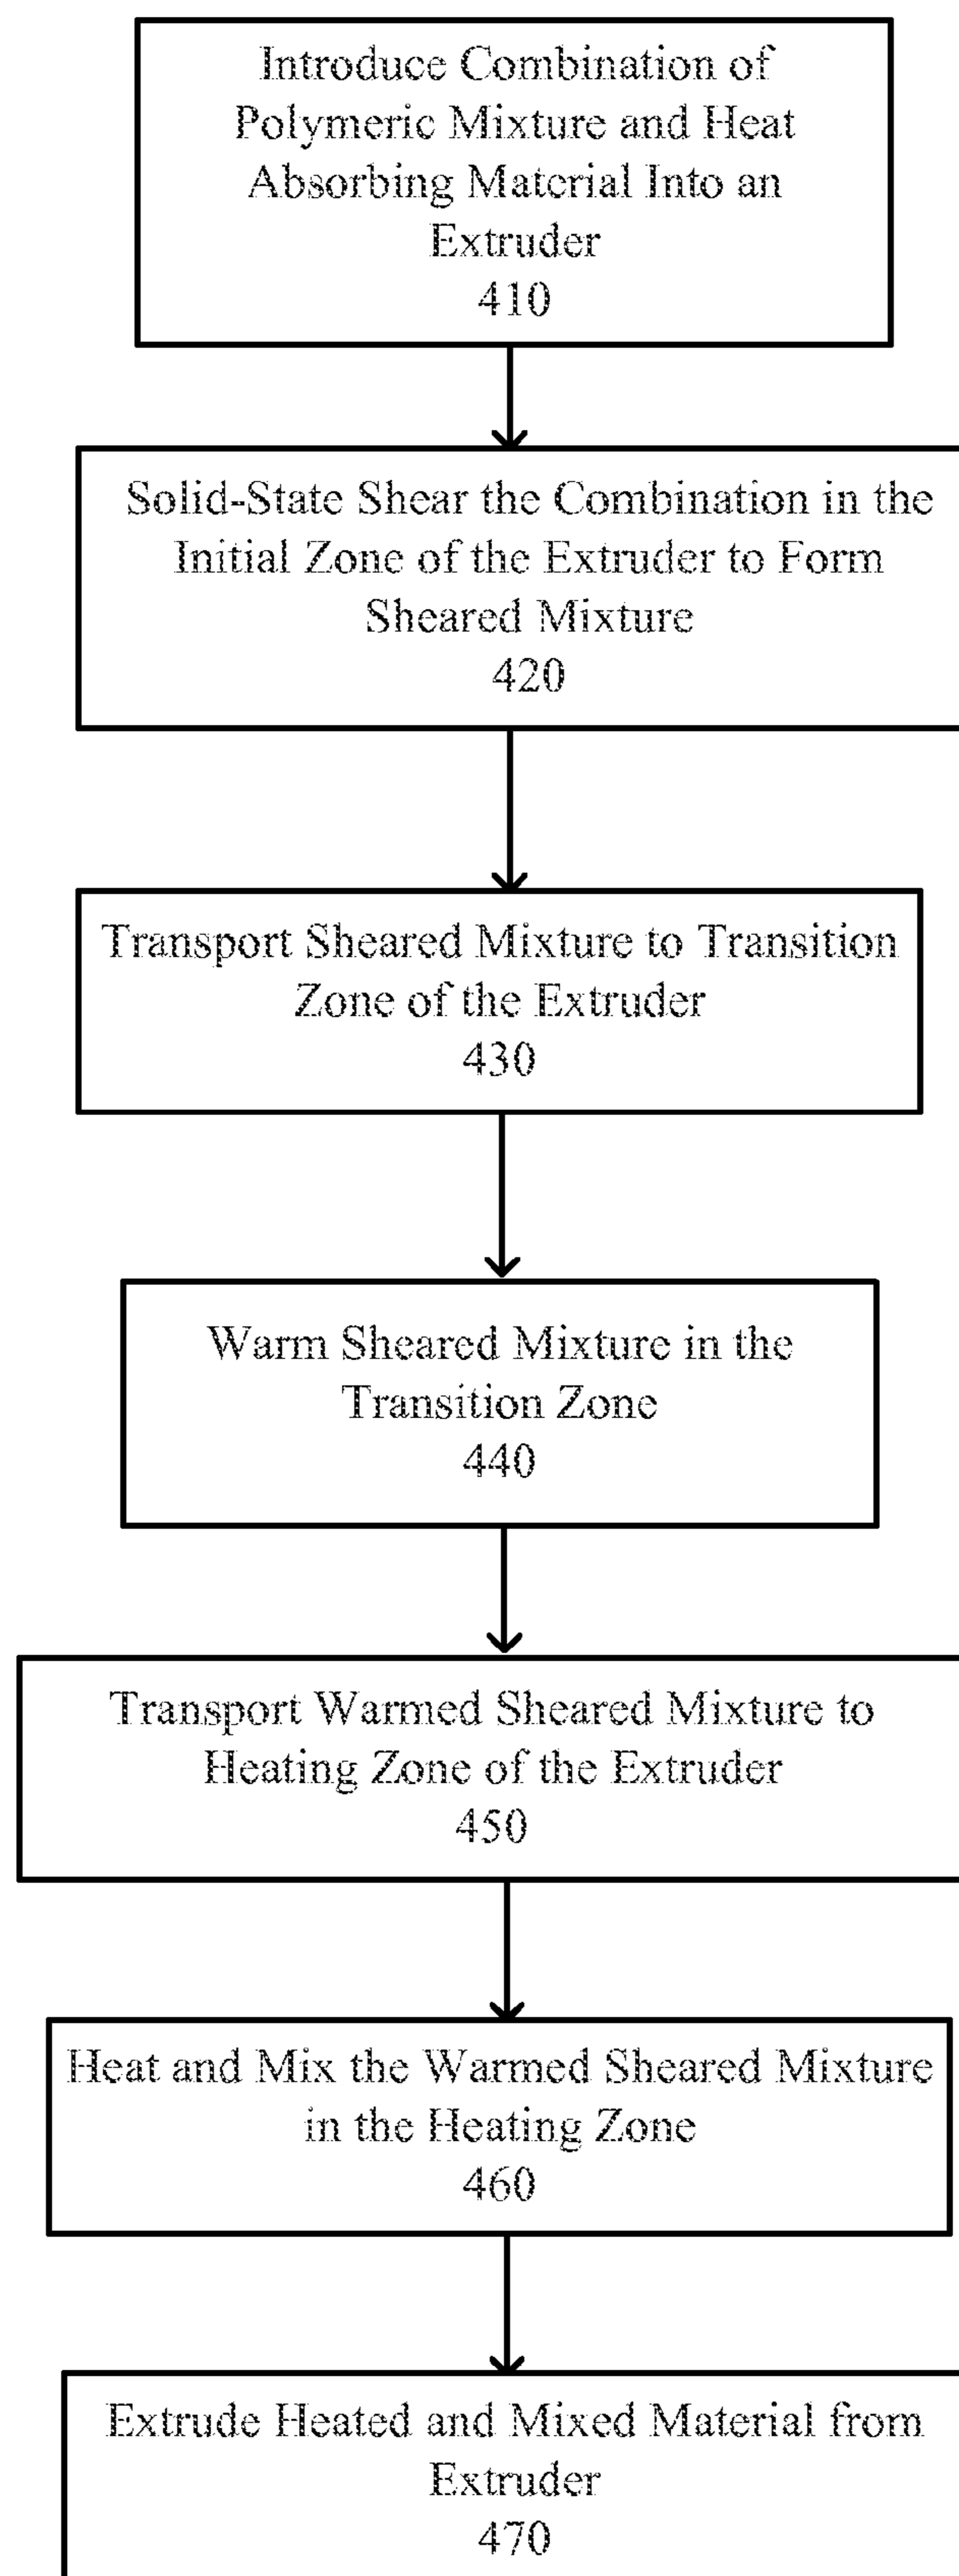 Introduce Combination of
Polymeric Mixture and Heat
Absorbing Material Into an
Extruder
410
Solid-State Shear the Combination in the
Initial Zone of the Extruder to Form
Sheared Mixture
420
Transport Sheared Mixture to Transition
Zone of the Extruder
430
Warm Sheared Mixture in the
Transition Zone
440
Transport Warmed Sheared Mixture to
Heating Zone of the Extruder
450
Heat and Mix the Warmed Sheared Mixture
in the Heating Zone
460
Extrude Heated and Mixed Material from
Extruder
470